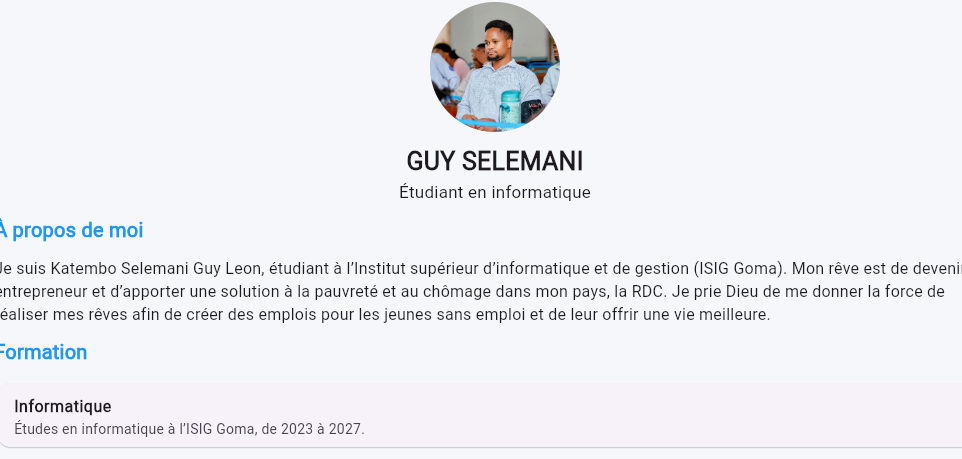 GUY SELEMANI
Étudiant en informatique
À propos de moi
Je suis Katembo Selemani Guy Leon, étudiant à l'Institut supérieur d'informatique et de gestion (ISIG Goma). Mon rêve est de devenir
entrepreneur et d'apporter une solution à la pauvreté et au chômage dans mon pays, la RDC. Je prie Dieu de me donner la force de
réaliser mes rêves afin de créer des emplois pour les jeunes sans emploi et de leur offrir une vie meilleure.
Formation
Informatique
Études en informatique à l'ISIG Goma, de 2023 à 2027.